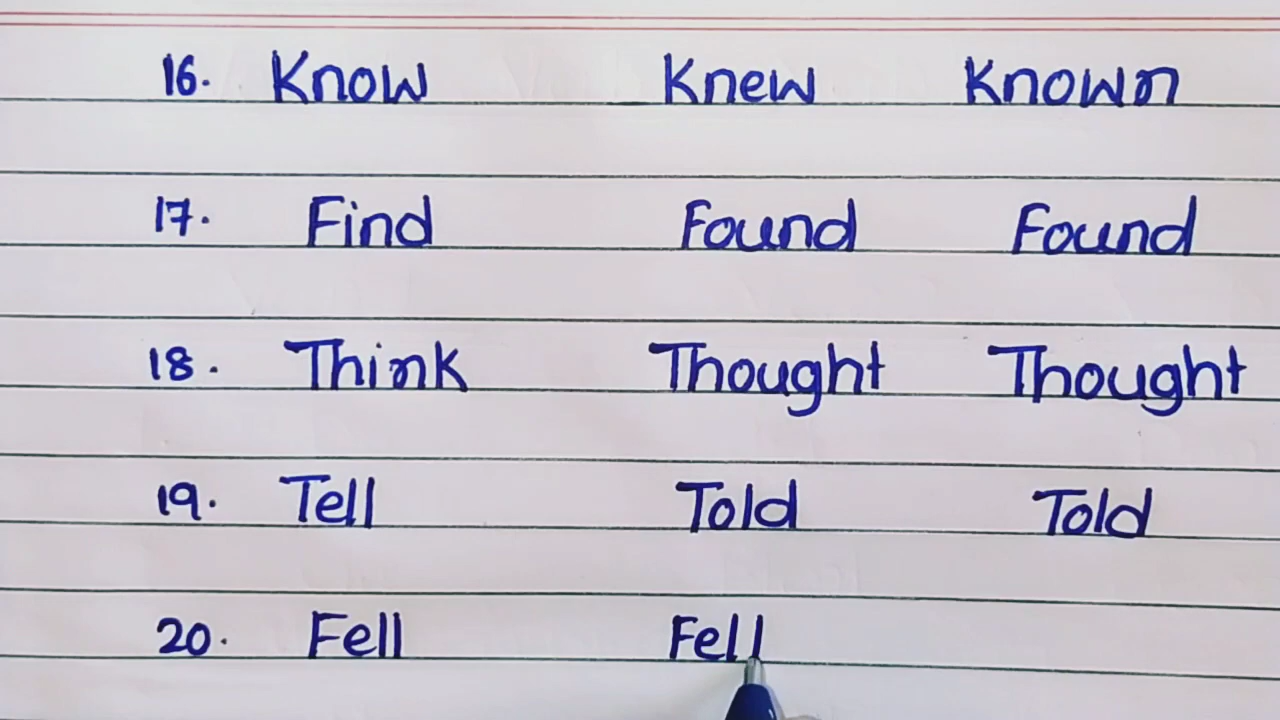 16. Know Knew Known
17. Find Found Found
18. Think Thought Thought
19. Tell Told Told
20. Fell Fell